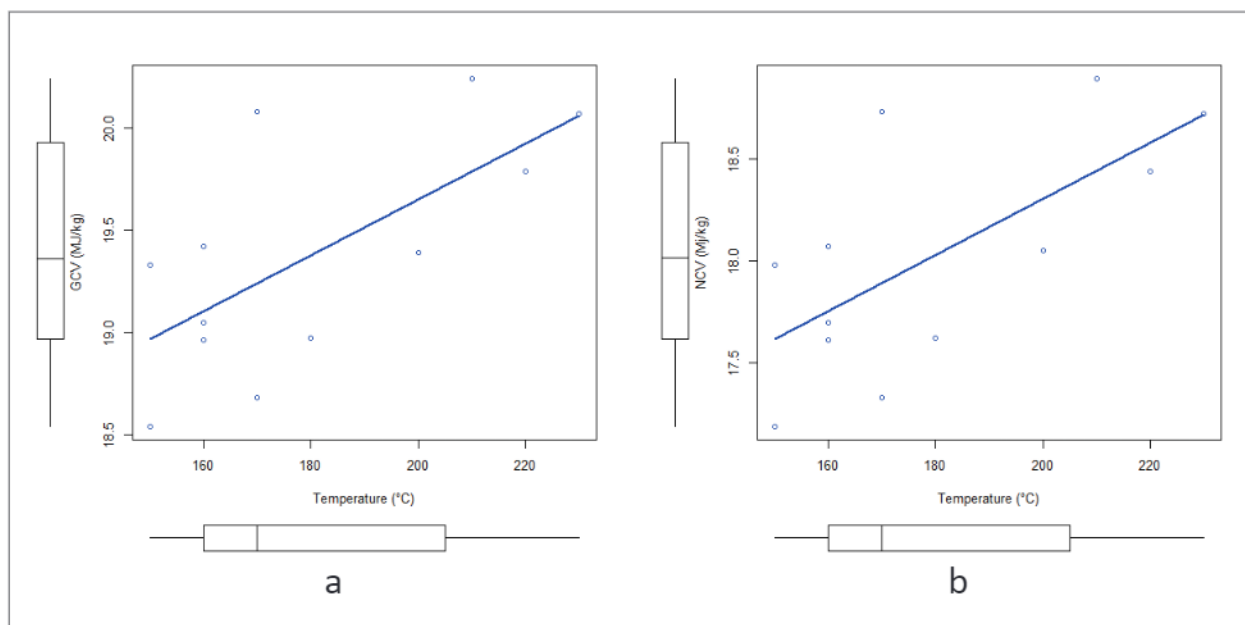 GCV (MJ/kg)
20.0
19.5
19.0
18.5
160 180 200 220
Temperature (°C)
a
NCV (Mj/kg)
18.5
18.0
17.5
160 180 200 220
Temperature (°C)
b